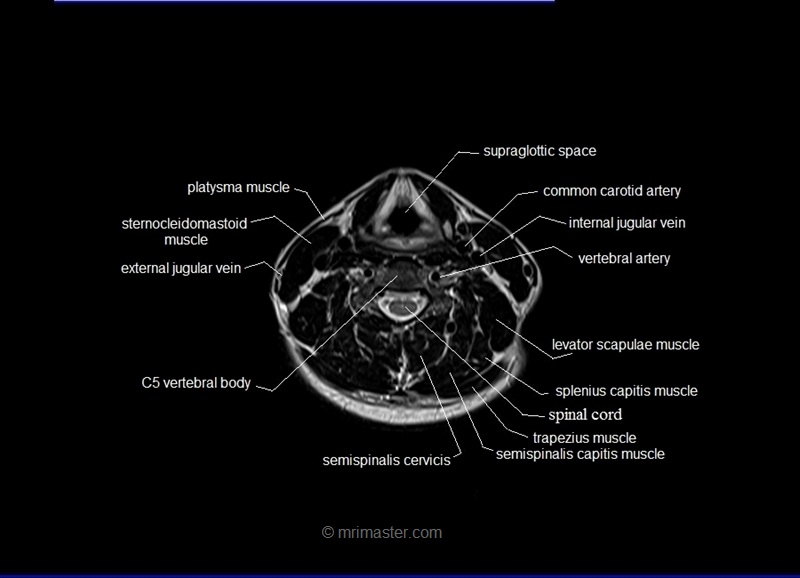 supraglottic space
platysma muscle
common carotid artery
sternocleidomastoid
muscle
internal jugular vein
vertebral artery
external jugular vein
levator scapulae muscle
C5 vertebral body
splenius capitis muscle
spinal cord
trapezius muscle
semispinalis capitis muscle
semispinalis cervicis
© mrimaster.com